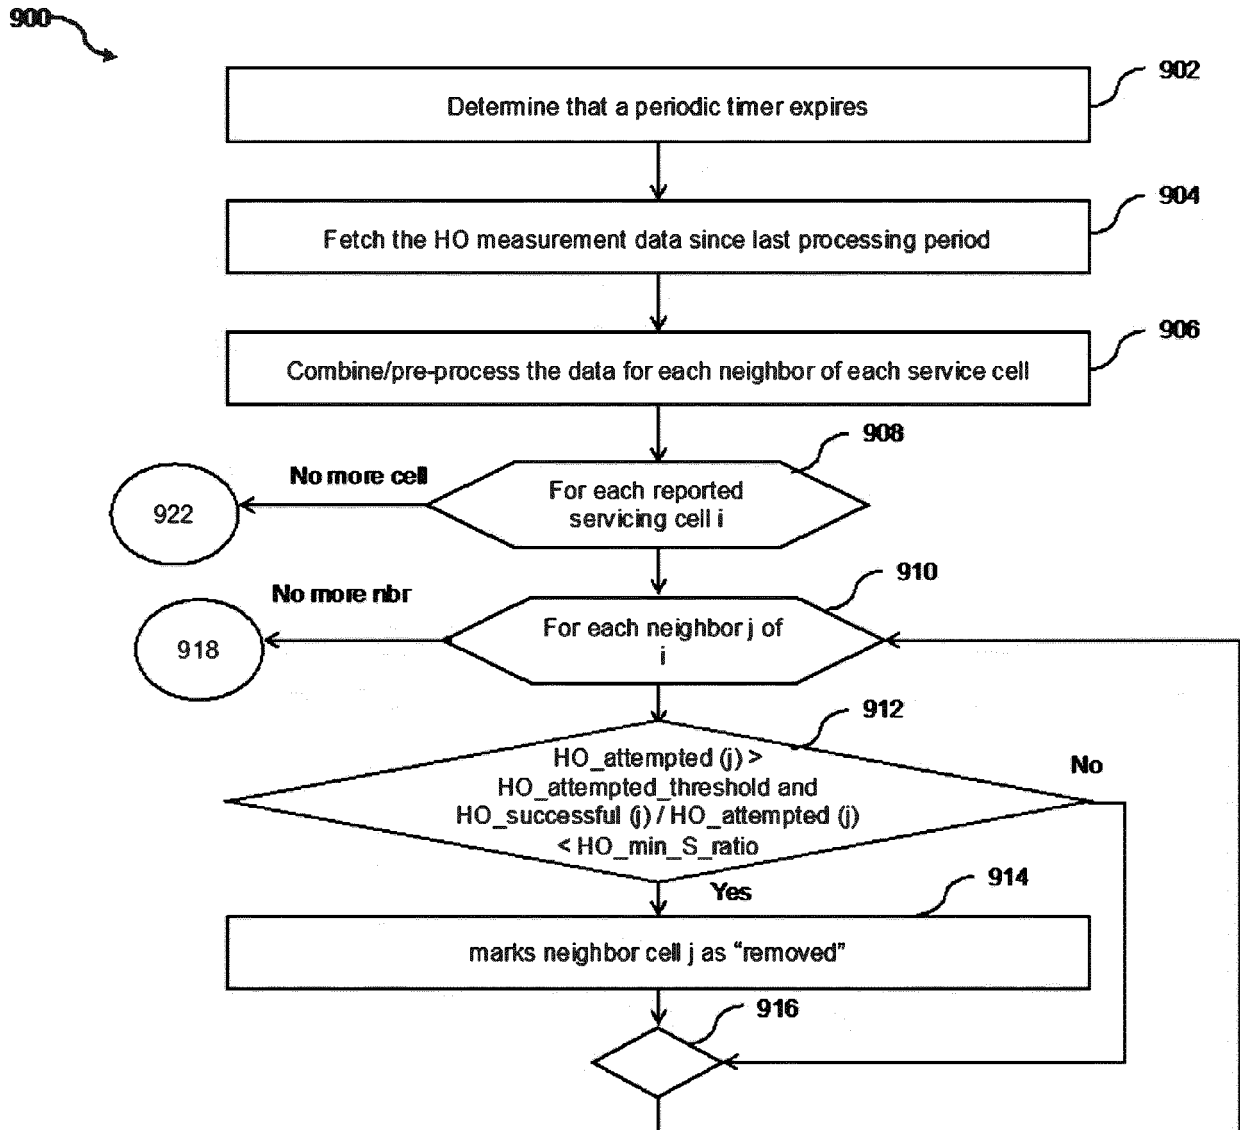 900
902
Determine that a periodic timer expires
904
Fetch the HO measurement data since last processing period
906
Combine/pre-process the data for each neighbor of each service cell
908
No more cell
For each reported
servicing cell i
922
910
No more nbr
For each neighbor j of
i
918
912
HO_attempted (j) >
HO_attempted_threshold and
HO_successful (j) / HO_attempted (j)
< HO_min_S_ratio
No
Yes
914
marks neighbor cell j as “removed”
916